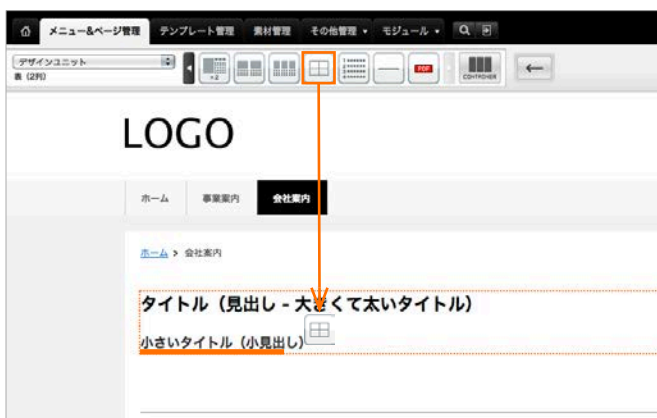 メニュー&ページ管理 テンプレート管理 素材管理 その他管理 モジュール
デザインユニット
表（2列）
×2
PDF
CONTAINER
LOGO
ホーム 事業案内 会社案内
ホーム > 会社案内
タイトル（見出し - 大きくて太いタイトル）
小さいタイトル（小見出し）